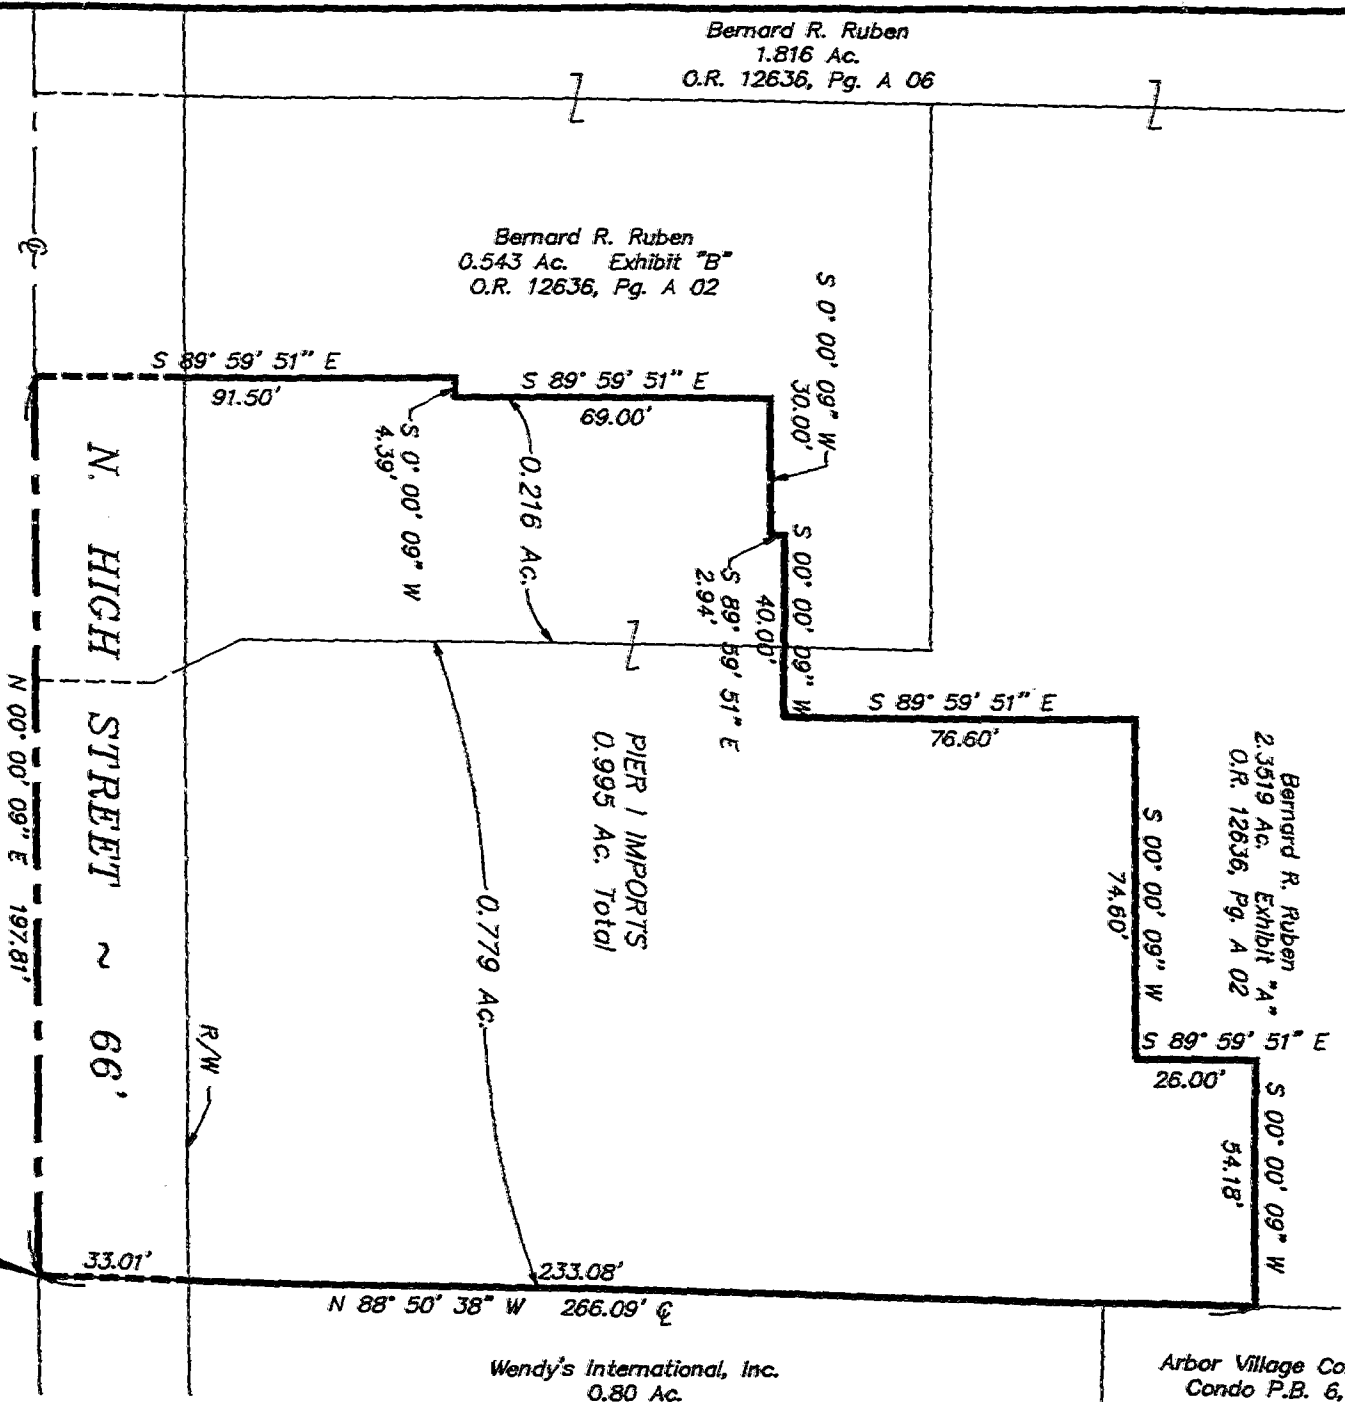 Bernard R. Ruben
1.816 Ac.
O.R. 12636, Pg. A 06
Bernard R. Ruben
0.543 Ac. Exhibit "B"
O.R. 12636, Pg. A 02
S 0° 00' 09" W
30.00'
S 89° 59' 51" E
91.50'
S 89° 59' 51" E
69.00'
S 0° 00' 09" W
4.39'
0.216 Ac.
S 00° 00' 09" W
40.00'
S 89° 59' 51" E
2.94'
S 89° 59' 51" E
76.60'
Bernard R. Ruben
2.3519 Ac. Exhibit "A"
O.R. 12636, Pg. A 02
N. HIGH STREET ~ 66'
N 00° 00' 09" E 197.81'
PIER 1 IMPORTS
0.995 Ac. Total
0.779 Ac.
S 00° 00' 09" W
74.60'
S 89° 59' 51" E
26.00'
S 00° 00' 09" W
54.18'
R/W
33.01'
233.08'
N 88° 50' 38" W 266.09' ℄
Wendy's International, Inc.
0.80 Ac.
Arbor Village Co
Condo P.B. 6,